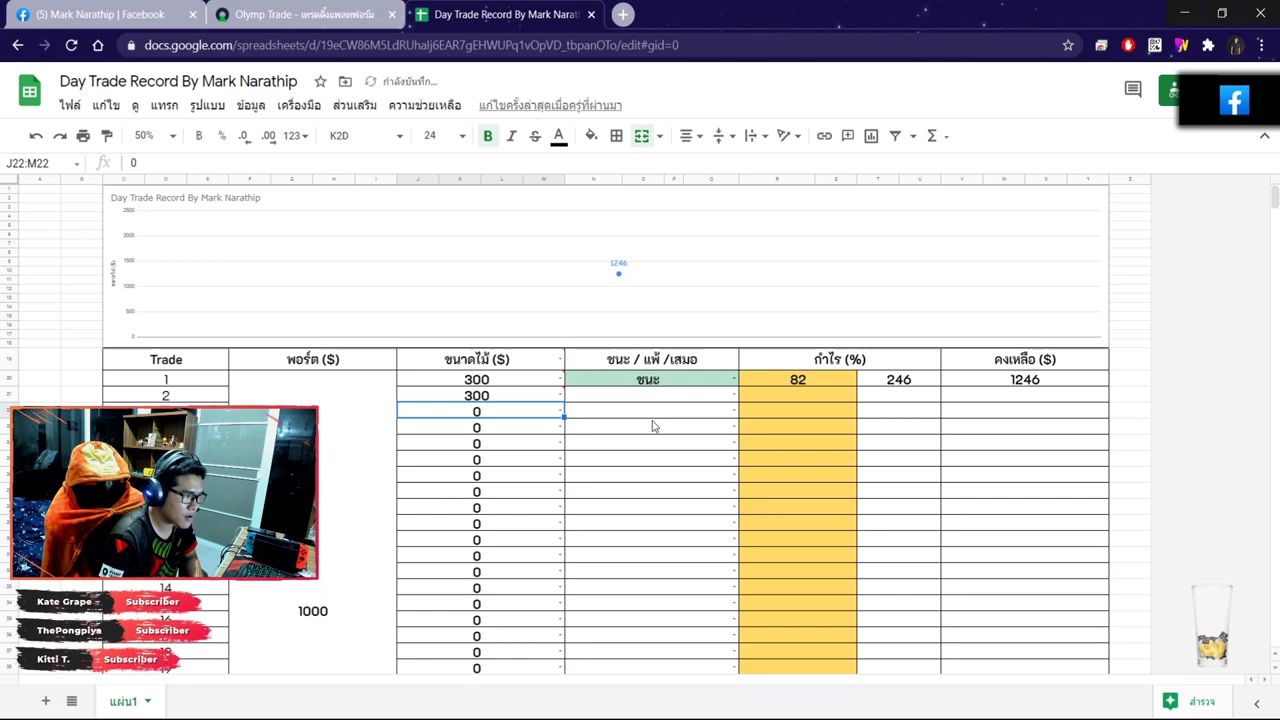 (5) Mark Narathip | Facebook
Olymp Trade - เทรดดิ้งแพลทฟอร์ม
Day Trade Record By Mark Narat
docs.google.com/spreadsheets/d/19eCW86M5LdRUhaIj6EAR7gEHWUPq1vOpVD_tbpanOTo/edit#gid=0
Day Trade Record By Mark Narathip
กำลังบันทึก...
ไฟล์ แก้ไข ดู แทรก รูปแบบ ข้อมูล เครื่องมือ ส่วนเสริม ความช่วยเหลือ แก้ไขครั้งล่าสุดเมื่อครู่ที่ผ่านมา
50% ฿ % .0 .00 123 K2D 24 B I S A Σ
J22:M22 fx 0
A B C D E F G H I J K L M N O P Q R S T U V W X Y Z
Day Trade Record By Mark Narathip
2500
2000
1500
1000
500
0
1246
Trade พอร์ต ($) ขนาดไม้ ($) ชนะ / แพ้ /เสมอ กำไร (%) คงเหลือ ($)
1 300 ชนะ 82 246 1246
2 300
0
0
0
0
0
0
0
0
0
0
0
14 0
0
1000
16 0
0
0
0
Kate Grape Subscriber
ThePongpiya Subscriber
Kitti T. Subscriber
แผ่น1
สำรวจ